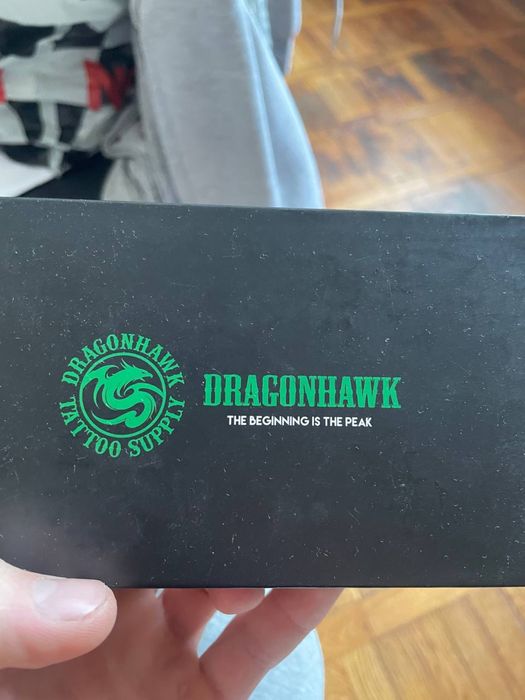 DRAGONHAWK
TATTOO SUPPLY
DRAGONHAWK
THE BEGINNING IS THE PEAK
N